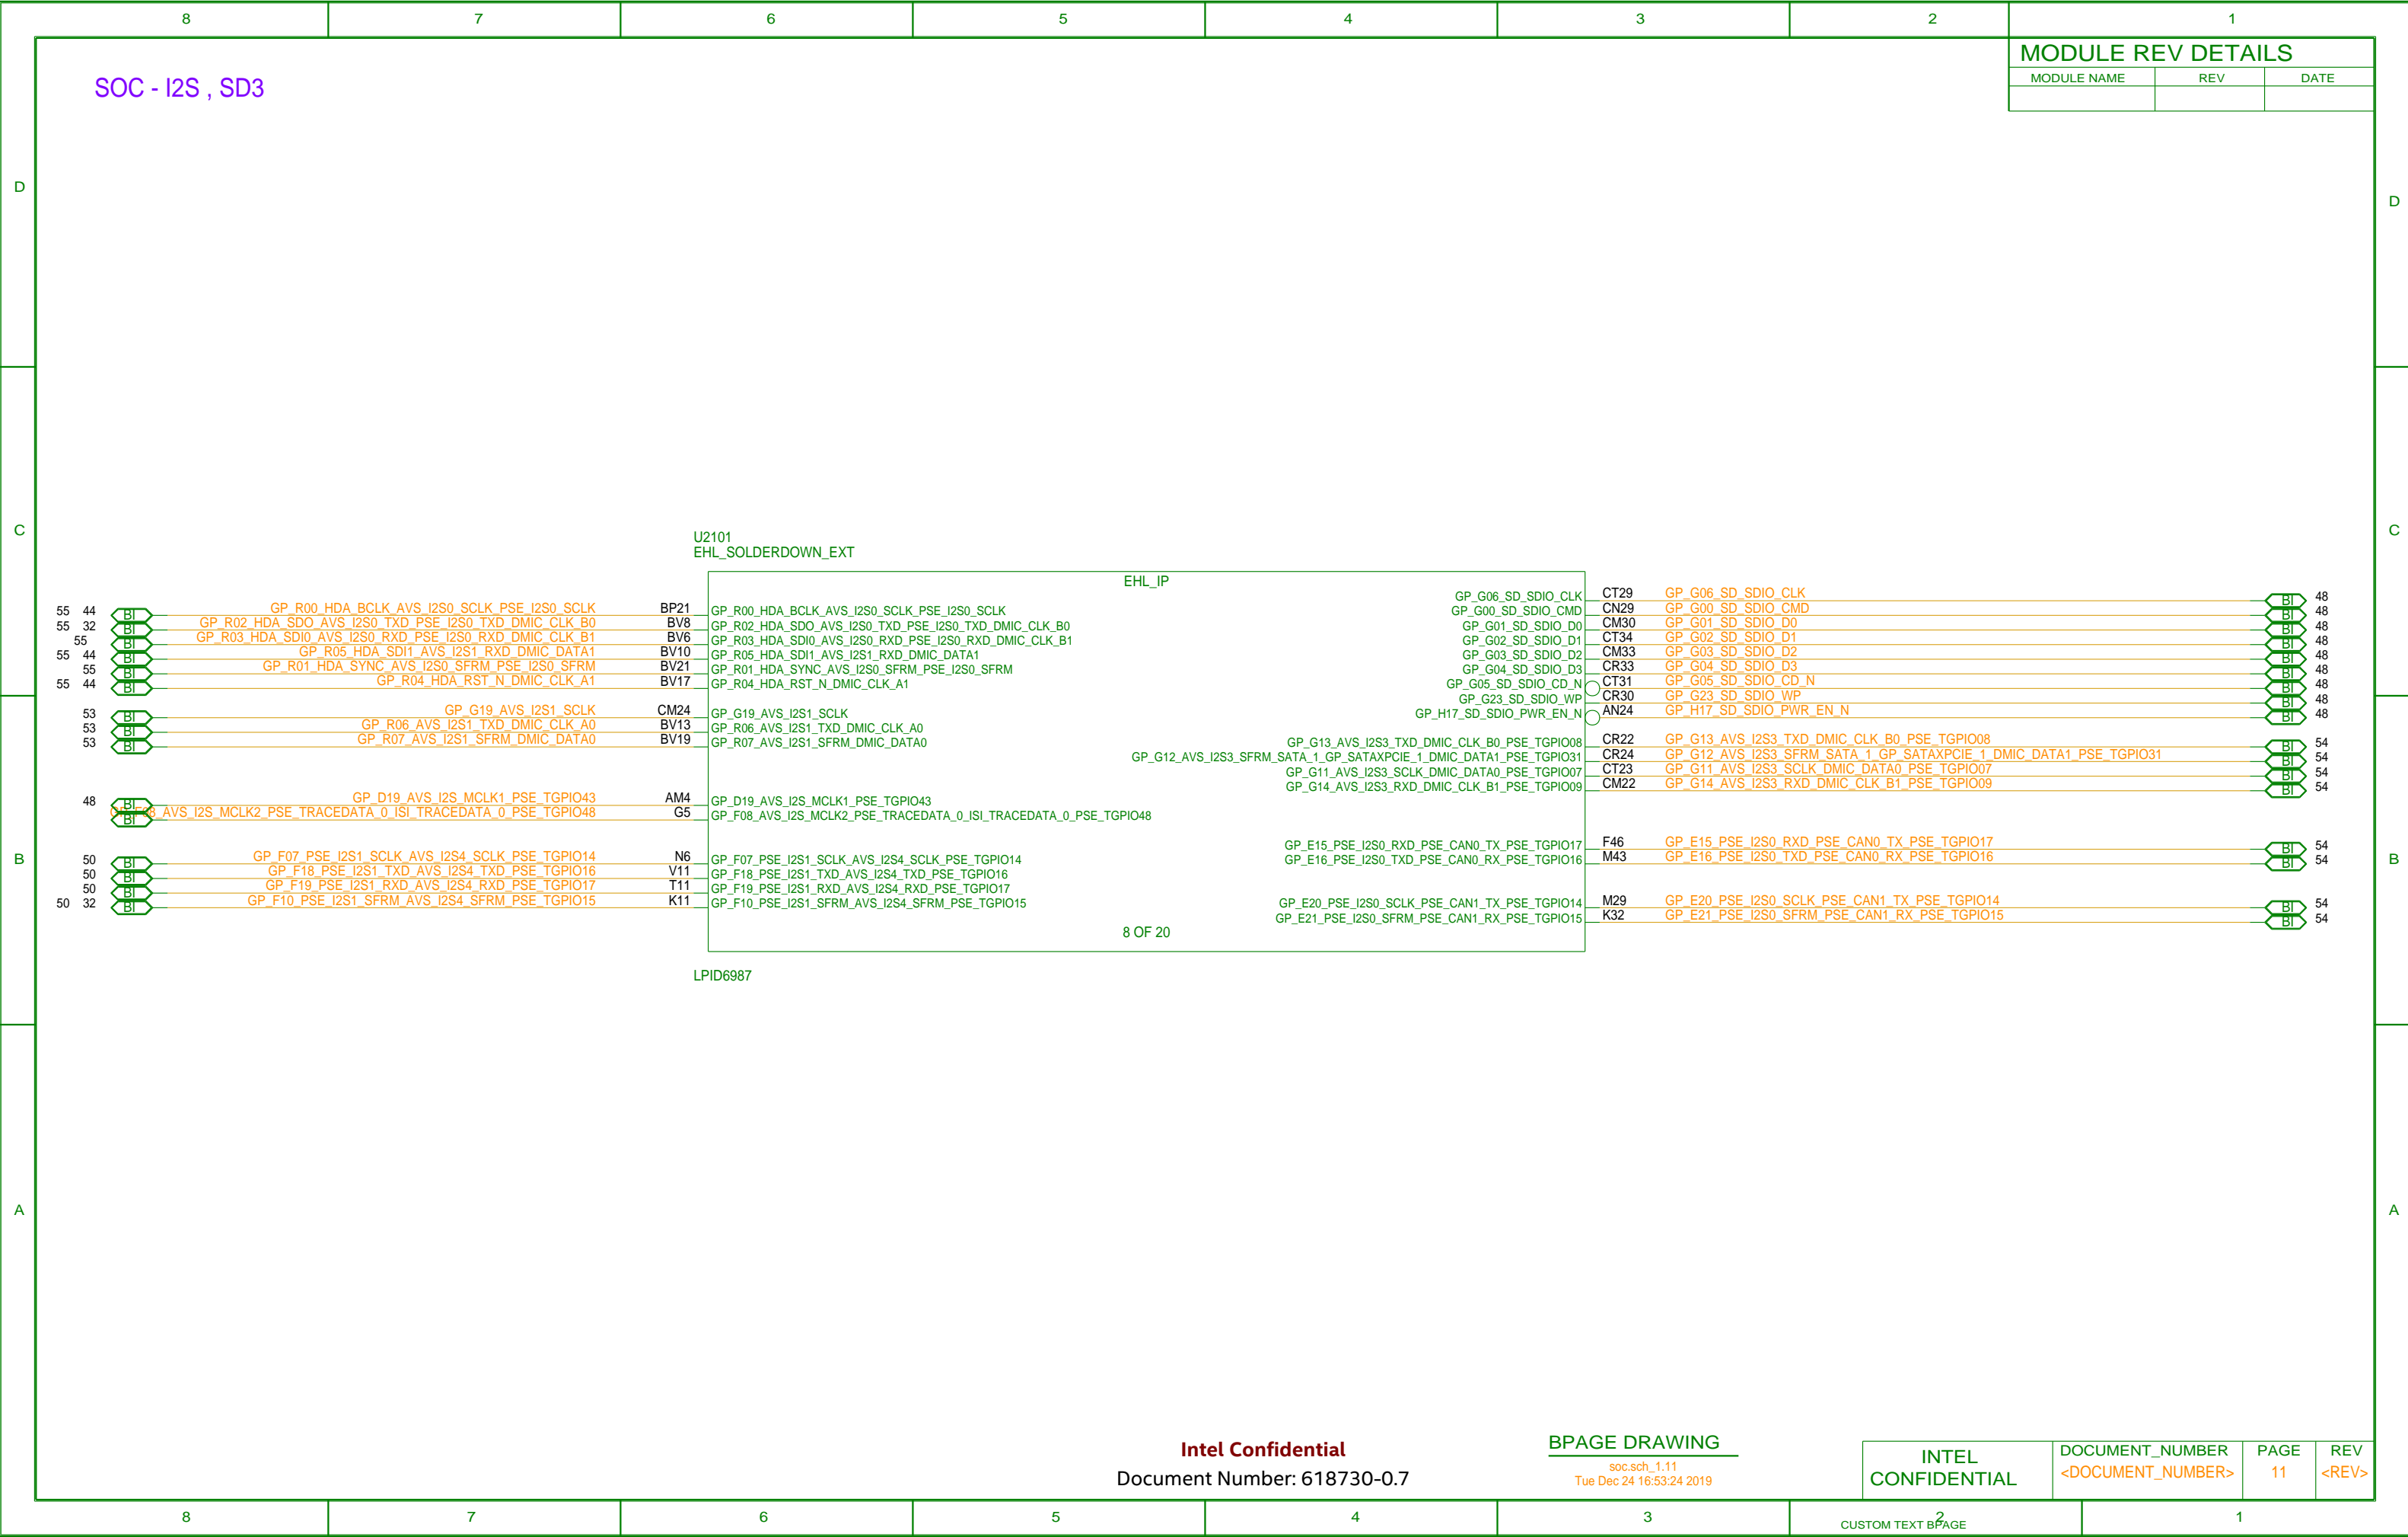 8 7 6 5 4 3 2 1
MODULE REV DETAILS
MODULE NAME REV DATE
SOC - I2S , SD3
D D
C C
U2101
EHL_SOLDERDOWN_EXT
EHL_IP
55 44 BI GP_R00_HDA_BCLK_AVS_I2S0_SCLK_PSE_I2S0_SCLK BP21 GP_R00_HDA_BCLK_AVS_I2S0_SCLK_PSE_I2S0_SCLK
55 32 BI GP_R02_HDA_SDO_AVS_I2S0_TXD_PSE_I2S0_TXD_DMIC_CLK_B0 BV8 GP_R02_HDA_SDO_AVS_I2S0_TXD_PSE_I2S0_TXD_DMIC_CLK_B0
55 BI GP_R03_HDA_SDI0_AVS_I2S0_RXD_PSE_I2S0_RXD_DMIC_CLK_B1 BV6 GP_R03_HDA_SDI0_AVS_I2S0_RXD_PSE_I2S0_RXD_DMIC_CLK_B1
55 44 BI GP_R05_HDA_SDI1_AVS_I2S1_RXD_DMIC_DATA1 BV10 GP_R05_HDA_SDI1_AVS_I2S1_RXD_DMIC_DATA1
55 BI GP_R01_HDA_SYNC_AVS_I2S0_SFRM_PSE_I2S0_SFRM BV21 GP_R01_HDA_SYNC_AVS_I2S0_SFRM_PSE_I2S0_SFRM
55 44 BI GP_R04_HDA_RST_N_DMIC_CLK_A1 BV17 GP_R04_HDA_RST_N_DMIC_CLK_A1
53 BI GP_G19_AVS_I2S1_SCLK CM24 GP_G19_AVS_I2S1_SCLK
53 BI GP_R06_AVS_I2S1_TXD_DMIC_CLK_A0 BV13 GP_R06_AVS_I2S1_TXD_DMIC_CLK_A0
53 BI GP_R07_AVS_I2S1_SFRM_DMIC_DATA0 BV19 GP_R07_AVS_I2S1_SFRM_DMIC_DATA0
48 BI GP_D19_AVS_I2S_MCLK1_PSE_TGPIO43 AM4 GP_D19_AVS_I2S_MCLK1_PSE_TGPIO43
BI GP_F08_AVS_I2S_MCLK2_PSE_TRACEDATA_0_ISI_TRACEDATA_0_PSE_TGPIO48 G5 GP_F08_AVS_I2S_MCLK2_PSE_TRACEDATA_0_ISI_TRACEDATA_0_PSE_TGPIO48
50 BI GP_F07_PSE_I2S1_SCLK_AVS_I2S4_SCLK_PSE_TGPIO14 N6 GP_F07_PSE_I2S1_SCLK_AVS_I2S4_SCLK_PSE_TGPIO14
50 BI GP_F18_PSE_I2S1_TXD_AVS_I2S4_TXD_PSE_TGPIO16 V11 GP_F18_PSE_I2S1_TXD_AVS_I2S4_TXD_PSE_TGPIO16
50 BI GP_F19_PSE_I2S1_RXD_AVS_I2S4_RXD_PSE_TGPIO17 T11 GP_F19_PSE_I2S1_RXD_AVS_I2S4_RXD_PSE_TGPIO17
50 32 BI GP_F10_PSE_I2S1_SFRM_AVS_I2S4_SFRM_PSE_TGPIO15 K11 GP_F10_PSE_I2S1_SFRM_AVS_I2S4_SFRM_PSE_TGPIO15
GP_G06_SD_SDIO_CLK CT29 GP_G06_SD_SDIO_CLK BI 48
GP_G00_SD_SDIO_CMD CN29 GP_G00_SD_SDIO_CMD BI 48
GP_G01_SD_SDIO_D0 CM30 GP_G01_SD_SDIO_D0 BI 48
GP_G02_SD_SDIO_D1 CT34 GP_G02_SD_SDIO_D1 BI 48
GP_G03_SD_SDIO_D2 CM33 GP_G03_SD_SDIO_D2 BI 48
GP_G04_SD_SDIO_D3 CR33 GP_G04_SD_SDIO_D3 BI 48
GP_G05_SD_SDIO_CD_N CT31 GP_G05_SD_SDIO_CD_N BI 48
GP_G23_SD_SDIO_WP CR30 GP_G23_SD_SDIO_WP BI 48
GP_H17_SD_SDIO_PWR_EN_N AN24 GP_H17_SD_SDIO_PWR_EN_N BI 48
GP_G13_AVS_I2S3_TXD_DMIC_CLK_B0_PSE_TGPIO08 CR22 GP_G13_AVS_I2S3_TXD_DMIC_CLK_B0_PSE_TGPIO08 BI 54
GP_G12_AVS_I2S3_SFRM_SATA_1_GP_SATAXPCIE_1_DMIC_DATA1_PSE_TGPIO31 CR24 GP_G12_AVS_I2S3_SFRM_SATA_1_GP_SATAXPCIE_1_DMIC_DATA1_PSE_TGPIO31 BI 54
GP_G11_AVS_I2S3_SCLK_DMIC_DATA0_PSE_TGPIO07 CT23 GP_G11_AVS_I2S3_SCLK_DMIC_DATA0_PSE_TGPIO07 BI 54
GP_G14_AVS_I2S3_RXD_DMIC_CLK_B1_PSE_TGPIO09 CM22 GP_G14_AVS_I2S3_RXD_DMIC_CLK_B1_PSE_TGPIO09 BI 54
GP_E15_PSE_I2S0_RXD_PSE_CAN0_TX_PSE_TGPIO17 F46 GP_E15_PSE_I2S0_RXD_PSE_CAN0_TX_PSE_TGPIO17 BI 54
GP_E16_PSE_I2S0_TXD_PSE_CAN0_RX_PSE_TGPIO16 M43 GP_E16_PSE_I2S0_TXD_PSE_CAN0_RX_PSE_TGPIO16 BI 54
GP_E20_PSE_I2S0_SCLK_PSE_CAN1_TX_PSE_TGPIO14 M29 GP_E20_PSE_I2S0_SCLK_PSE_CAN1_TX_PSE_TGPIO14 BI 54
GP_E21_PSE_I2S0_SFRM_PSE_CAN1_RX_PSE_TGPIO15 K32 GP_E21_PSE_I2S0_SFRM_PSE_CAN1_RX_PSE_TGPIO15 BI 54
8 OF 20
LPID6987
B B
A A
Intel Confidential
Document Number: 618730-0.7
BPAGE DRAWING
soc.sch_1.11
Tue Dec 24 16:53:24 2019
INTEL
CONFIDENTIAL
DOCUMENT_NUMBER PAGE REV
<DOCUMENT_NUMBER> 11 <REV>
8 7 6 5 4 3 2 1
CUSTOM TEXT BPAGE